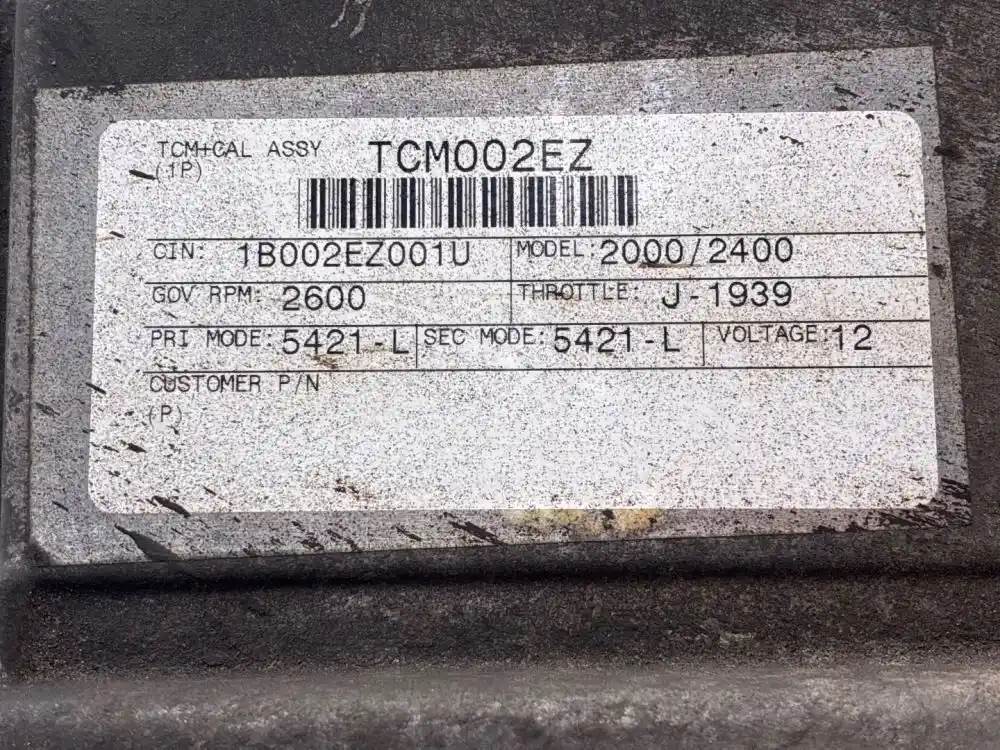 TCM+CAL ASSY TCM002EZ
(1P)
CIN: 1B002EZ001U MODEL: 2000/2400
GOV RPM: 2600 THROTTLE: J-1939
PRI MODE: 5421-L SEC MODE: 5421-L VOLTAGE: 12
CUSTOMER P/N
(P)